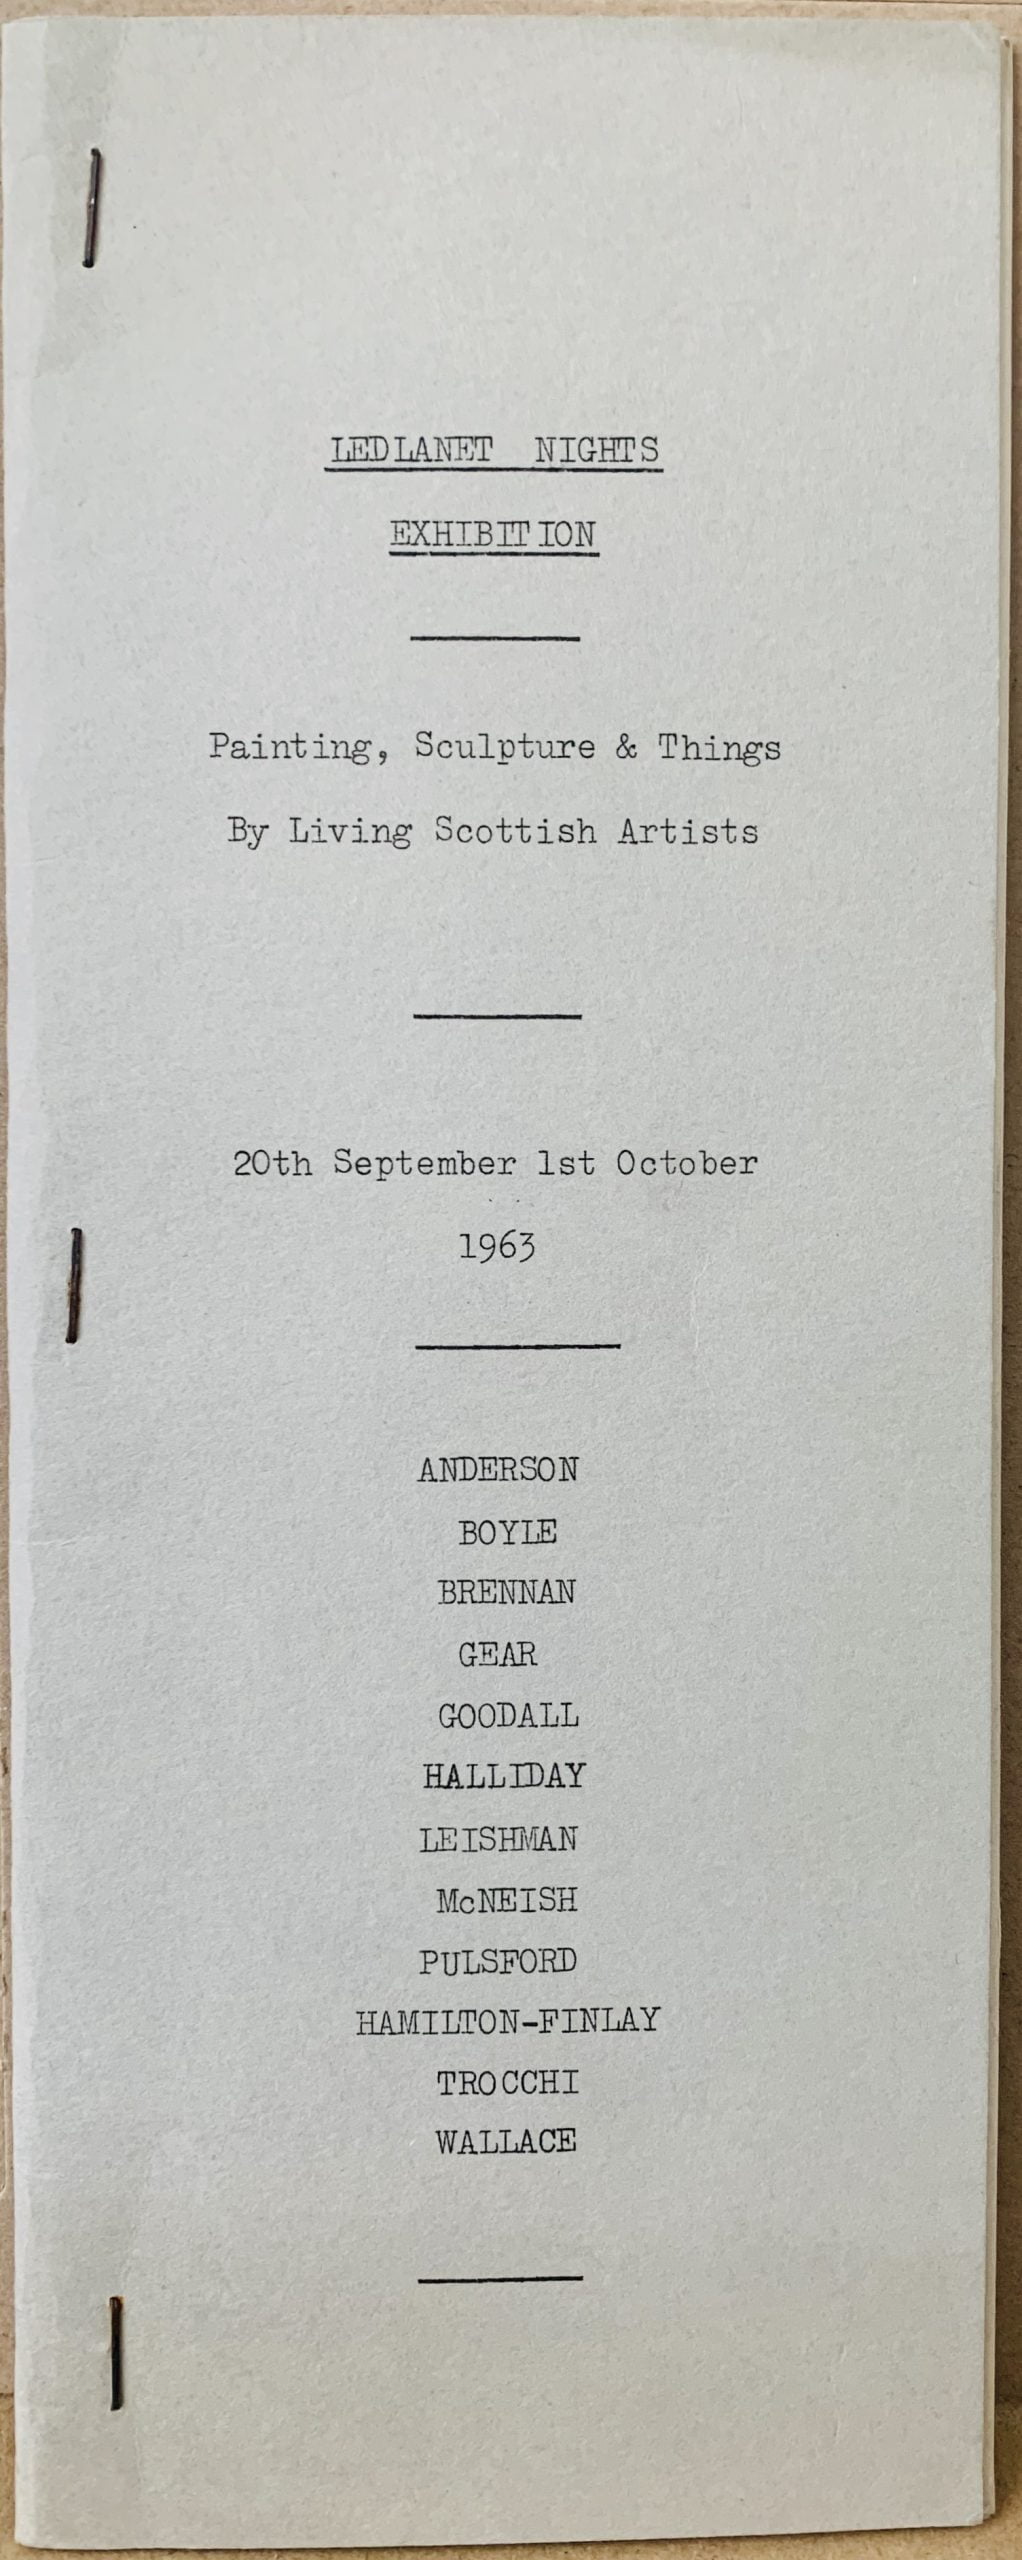 LEDLANET NIGHTS
EXHIBITION
Painting, Sculpture & Things
By Living Scottish Artists
20th September 1st October
1963
ANDERSON
BOYLE
BRENNAN
GEAR
GOODALL
HALLIDAY
LEISHMAN
McNEISH
PULSFORD
HAMILTON-FINLAY
TROCCHI
WALLACE